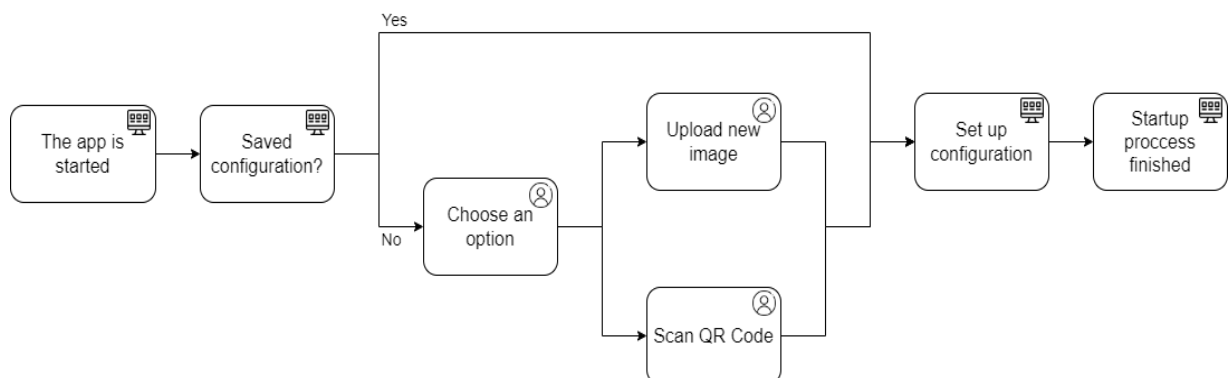 Yes
The app is
started
Saved
configuration?
No
Choose an
option
Upload new
image
Scan QR Code
Set up
configuration
Startup
proccess
finished